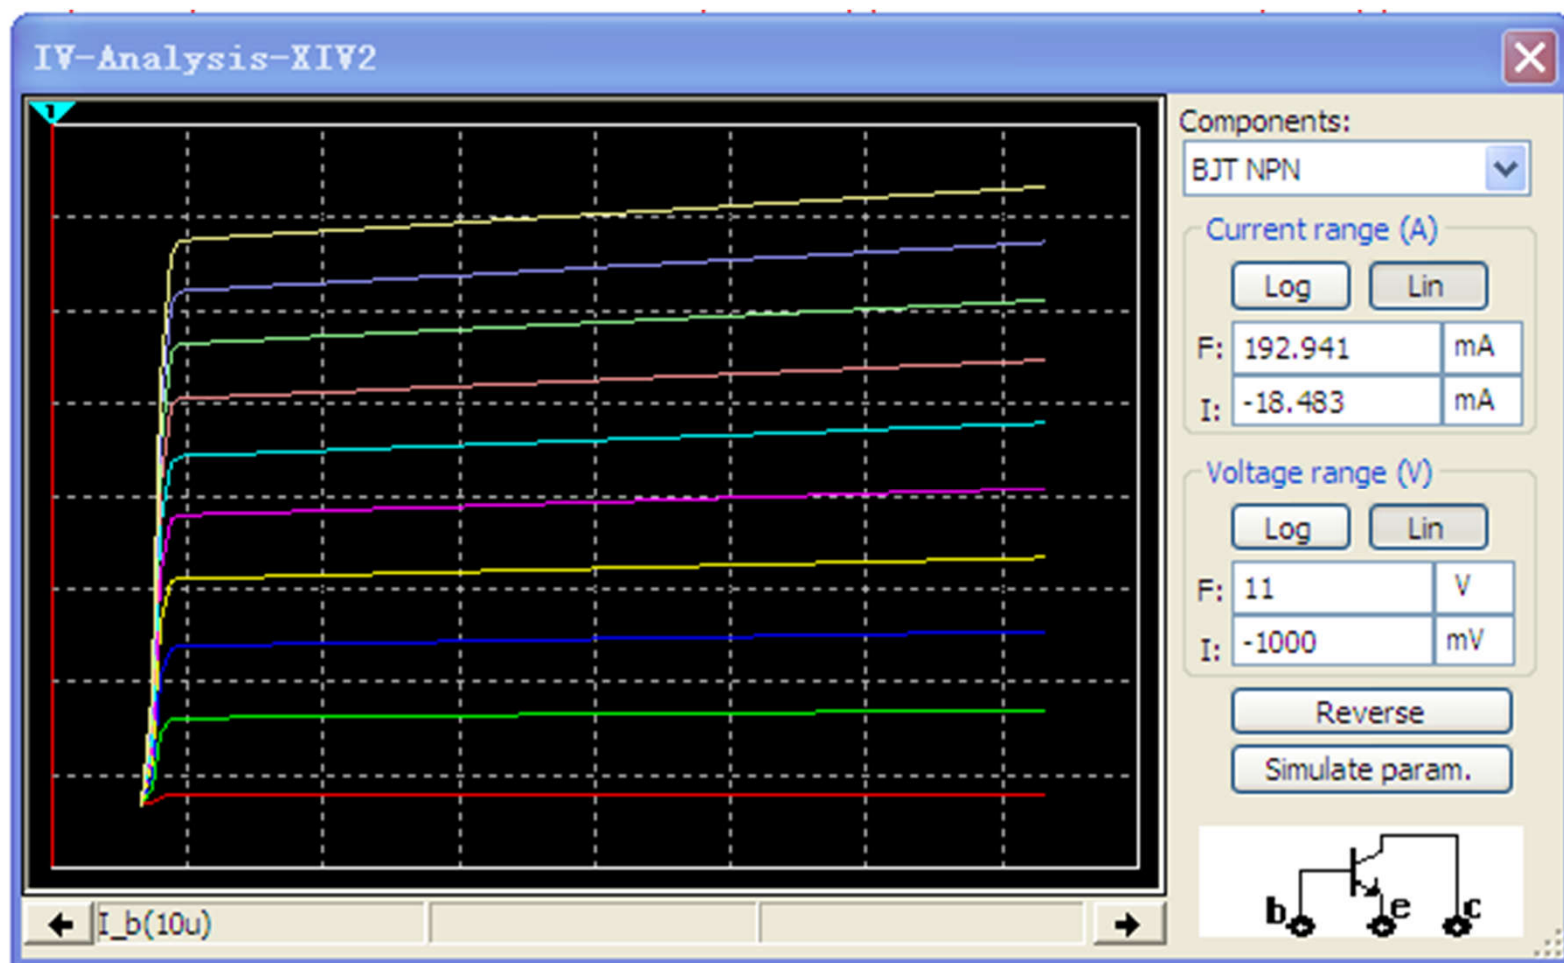 IV-Analysis-XIV2
1
Components:
BJT NPN
Current range (A)
Log Lin
F: 192.941 mA
I: -18.483 mA
Voltage range (V)
Log Lin
F: 11 V
I: -1000 mV
Reverse
Simulate param.
b e c
I_b(10u)